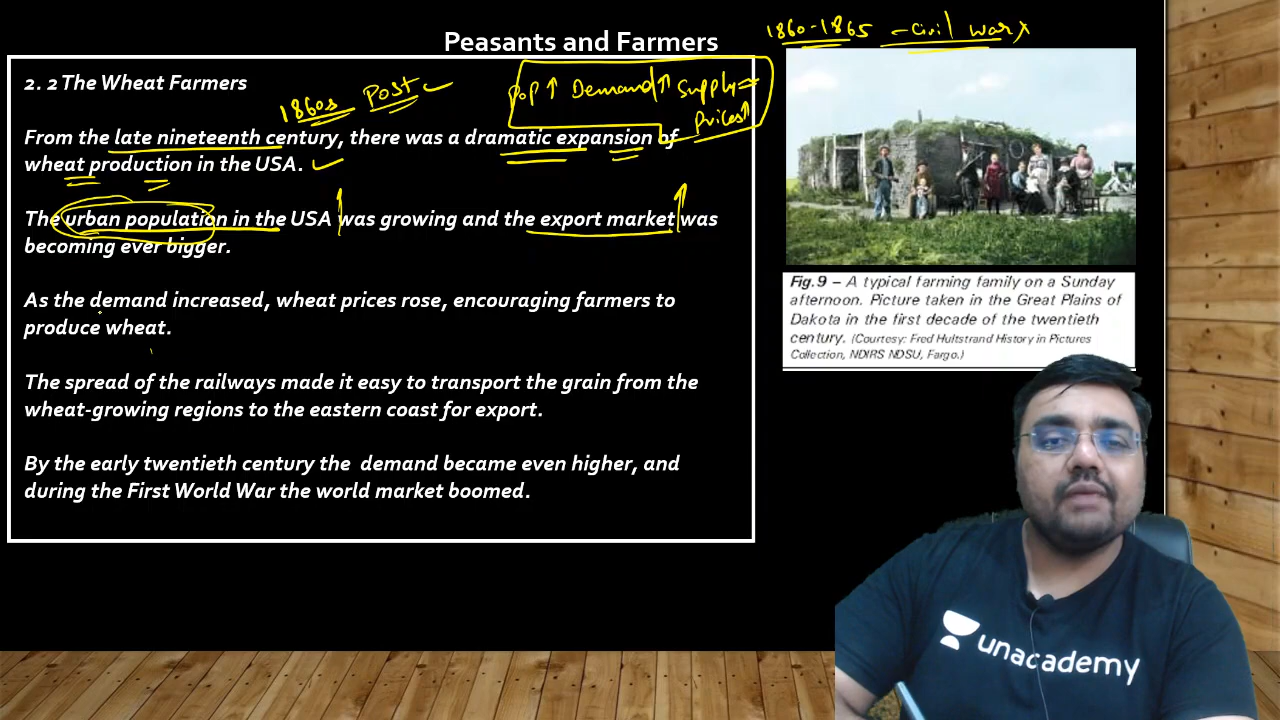 Peasants and Farmers
1860-1865 - Civil War x
2. 2 The Wheat Farmers
Pop ↑ Demand ↑ Supply =
Prices ↑
1860s Post ✓
From the late nineteenth century, there was a dramatic expansion of
wheat production in the USA. ✓
The urban population in the USA was growing and the export market was
becoming ever bigger.
As the demand increased, wheat prices rose, encouraging farmers to
produce wheat.
The spread of the railways made it easy to transport the grain from the
wheat-growing regions to the eastern coast for export.
By the early twentieth century the demand became even higher, and
during the First World War the world market boomed.
Fig.9 – A typical farming family on a Sunday
afternoon. Picture taken in the Great Plains of
Dakota in the first decade of the twentieth
century. (Courtesy: Fred Hultstrand History in Pictures
Collection, NDIRS NDSU, Fargo.)
unacademy